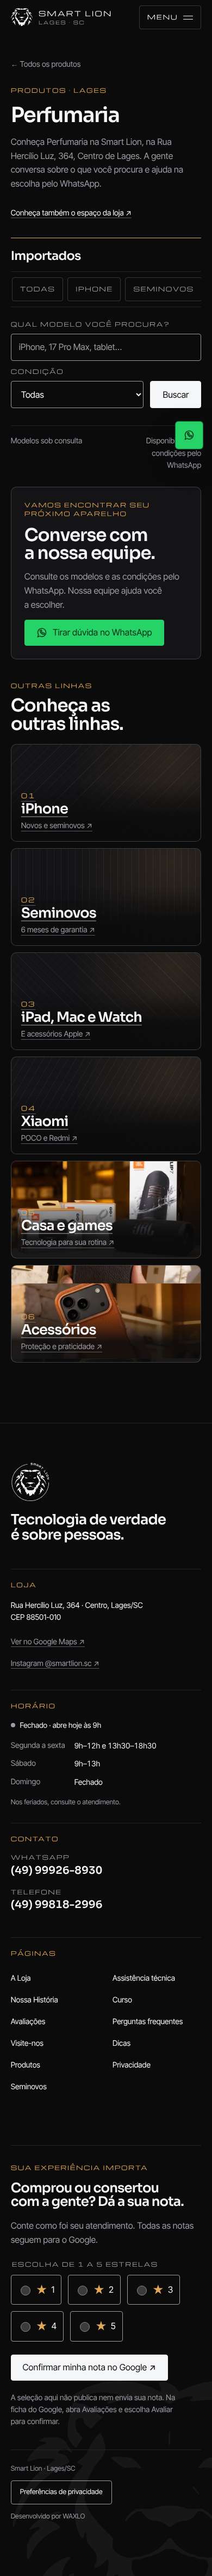 SMART LION
LAGES · SC
MENU
← Todos os produtos
PRODUTOS · LAGES
Perfumaria
Conheça Perfumaria na Smart Lion, na Rua
Hercílio Luz, 364, Centro de Lages. A gente
conversa sobre o que você procura e ajuda na
escolha pelo WhatsApp.
Conheça também o espaço da loja ↗
Importados
TODAS
IPHONE
SEMINOVOS
QUAL MODELO VOCÊ PROCURA?
iPhone, 17 Pro Max, tablet...
CONDIÇÃO
Todas
Buscar
Modelos sob consulta
condições pelo
WhatsApp
VAMOS ENCONTRAR SEU
PRÓXIMO APARELHO
Converse com
a nossa equipe.
Consulte os modelos e as condições pelo
WhatsApp. Nossa equipe ajuda você
a escolher.
Tirar dúvida no WhatsApp
OUTRAS LINHAS
Conheça as
outras linhas.
01
iPhone
Novos e seminovos ↗
02
Seminovos
6 meses de garantia ↗
03
iPad, Mac e Watch
E acessórios Apple ↗
04
Xiaomi
POCO e Redmi ↗
Casa e games
Tecnologia para sua rotina ↗
06
Acessórios
Proteção e praticidade ↗
Tecnologia de verdade
é sobre pessoas.
LOJA
Rua Hercílio Luz, 364 · Centro, Lages/SC
CEP 88501-010
Ver no Google Maps ↗
Instagram @smartlion.sc ↗
HORÁRIO
Fechado · abre hoje às 9h
Segunda a sexta 9h–12h e 13h30–18h30
Sábado 9h–13h
Domingo Fechado
Nos feriados, consulte o atendimento.
CONTATO
WHATSAPP
(49) 99926-8930
TELEFONE
(49) 99818-2996
PÁGINAS
A Loja
Assistência técnica
Nossa História
Curso
Avaliações
Perguntas frequentes
Visite-nos
Dicas
Produtos
Privacidade
Seminovos
SUA EXPERIÊNCIA IMPORTA
Comprou ou consertou
com a gente? Dá a sua nota.
Conte como foi seu atendimento. Todas as notas
seguem para o Google.
ESCOLHA DE 1 A 5 ESTRELAS
★ 1
★ 2
★ 3
★ 4
★ 5
Confirmar minha nota no Google ↗
A seleção aqui não publica nem envia sua nota. Na
ficha do Google, abra Avaliações e escolha Avaliar
para confirmar.
Smart Lion · Lages/SC
Preferências de privacidade
Desenvolvido por WAXLO